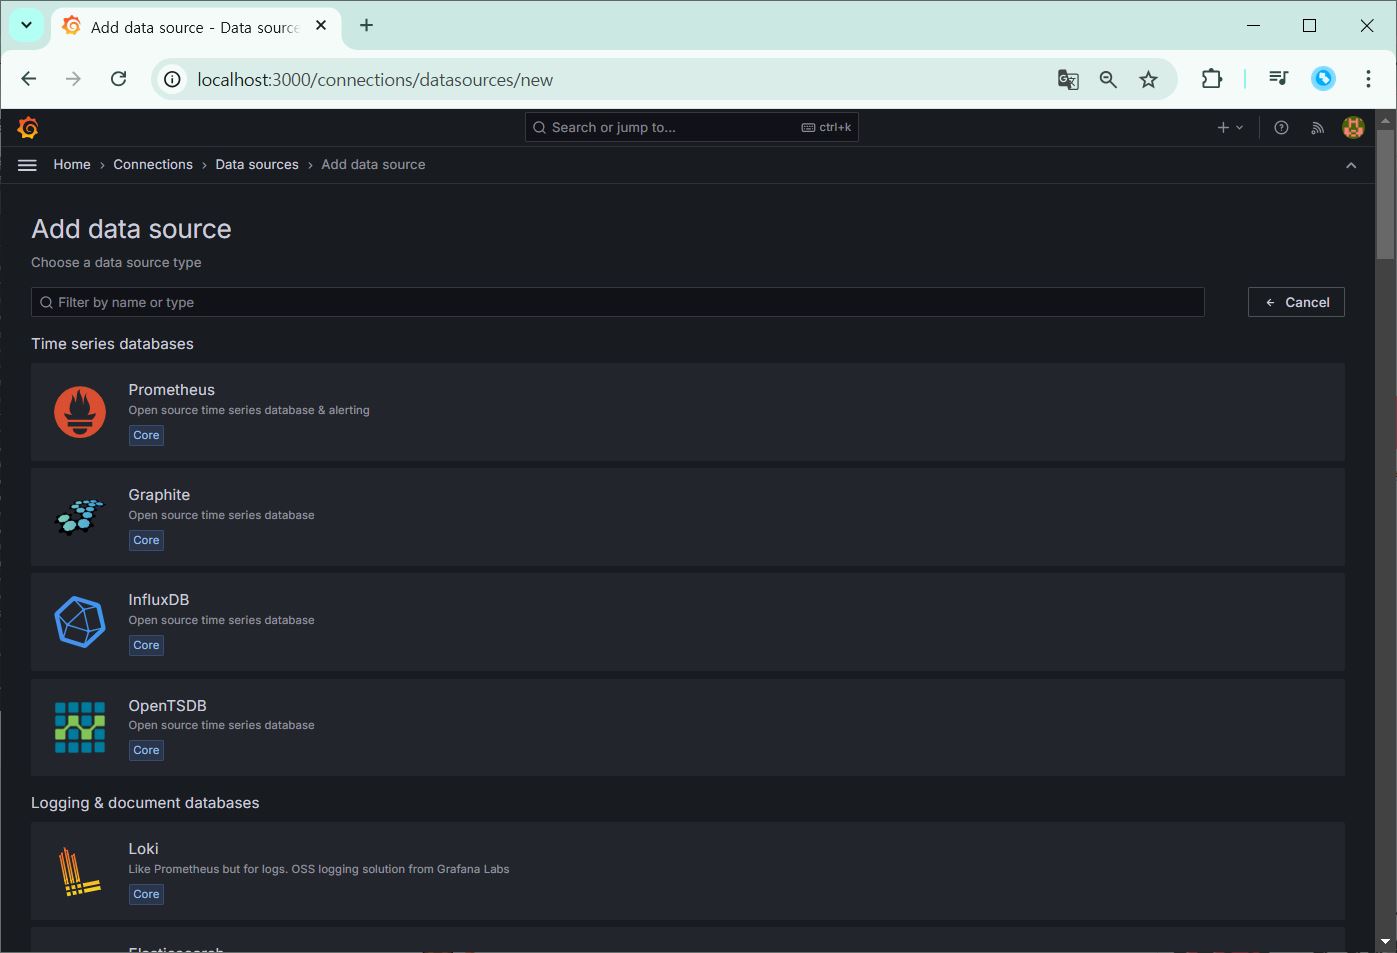 Add data source - Data source
localhost:3000/connections/datasources/new
Search or jump to... ctrl+k
Home › Connections › Data sources › Add data source
Add data source
Choose a data source type
Filter by name or type
Cancel
Time series databases
Prometheus
Open source time series database & alerting
Core
Graphite
Open source time series database
Core
InfluxDB
Open source time series database
Core
OpenTSDB
Open source time series database
Core
Logging & document databases
Loki
Like Prometheus but for logs. OSS logging solution from Grafana Labs
Core